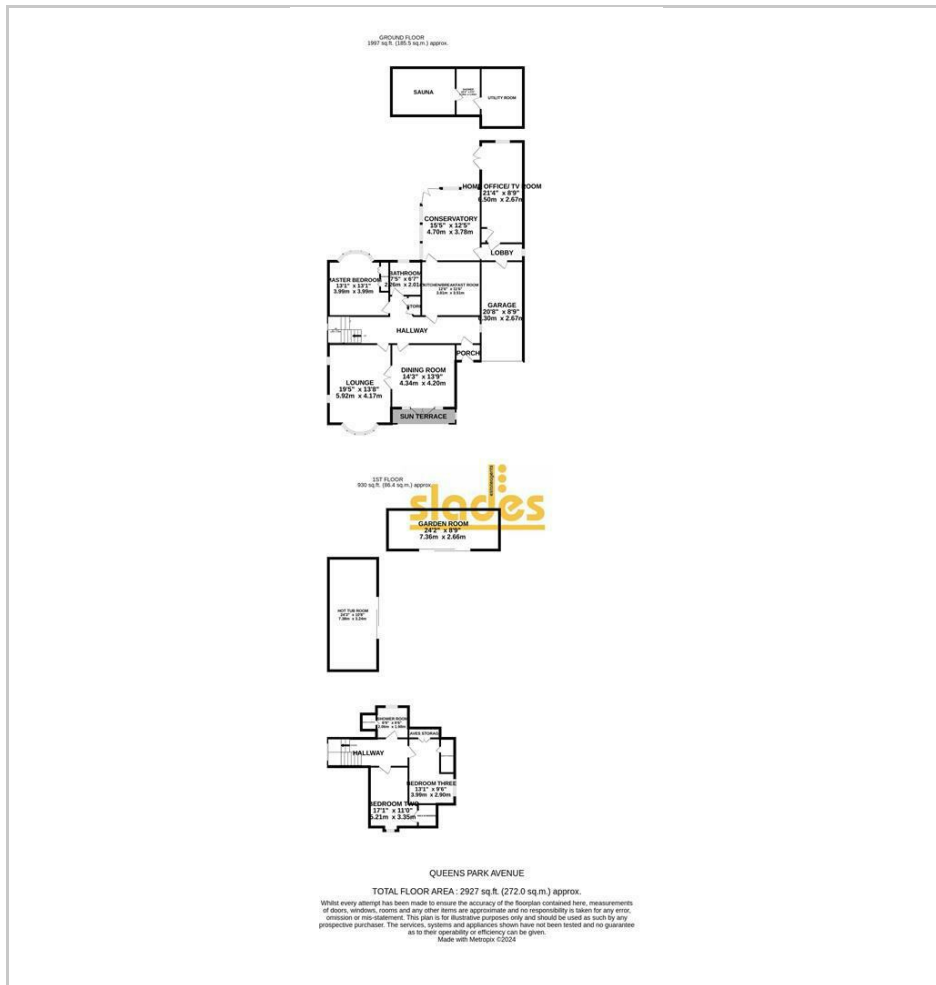 GROUND FLOOR
1997 sq.ft. (185.5 sq.m.) approx.
SAUNA
UTILITY ROOM
HOME OFFICE/ TV ROOM
21'4" x 8'9"
6.50m x 2.67m
CONSERVATORY
15'5" x 12'5"
4.70m x 3.78m
LOBBY
MASTER BEDROOM
13'1" x 13'1"
3.99m x 3.99m
BATHROOM
7'5" x 6'7"
2.26m x 2.01m
KITCHEN/BREAKFAST ROOM
GARAGE
20'8" x 8'9"
6.30m x 2.67m
HALLWAY
PORCH
LOUNGE
19'5" x 13'8"
5.92m x 4.17m
DINING ROOM
14'3" x 13'9"
4.34m x 4.20m
SUN TERRACE
1ST FLOOR
930 sq.ft. (86.4 sq.m.) approx.
slades
GARDEN ROOM
24'2" x 8'9"
7.36m x 2.66m
HOT TUB ROOM
SHOWER ROOM
EAVES STORAGE
HALLWAY
BEDROOM THREE
13'1" x 9'6"
3.99m x 2.90m
BEDROOM TWO
17'1" x 11'0"
5.21m x 3.35m
QUEENS PARK AVENUE
TOTAL FLOOR AREA : 2927 sq.ft. (272.0 sq.m.) approx.
Whilst every attempt has been made to ensure the accuracy of the floorplan contained here, measurements
of doors, windows, rooms and any other items are approximate and no responsibility is taken for any error,
omission or mis-statement. This plan is for illustrative purposes only and should be used as such by any
prospective purchaser. The services, systems and appliances shown have not been tested and no guarantee
as to their operability or efficiency can be given.
Made with Metropix ©2024